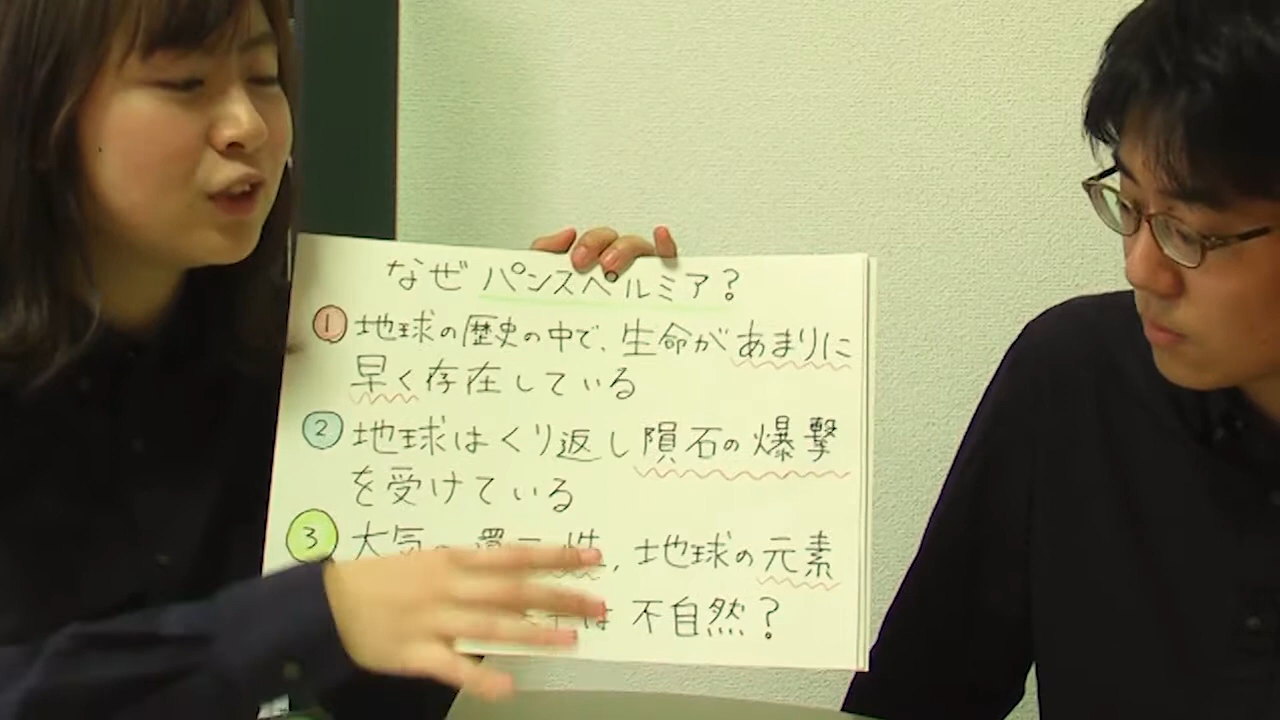 なぜ パンスペルミア？
① 地球の歴史の中で、生命があまりに
早く存在している
② 地球はくり返し隕石の爆撃
を受けている
③ 大気の還元性, 地球の元素
は 不自然？